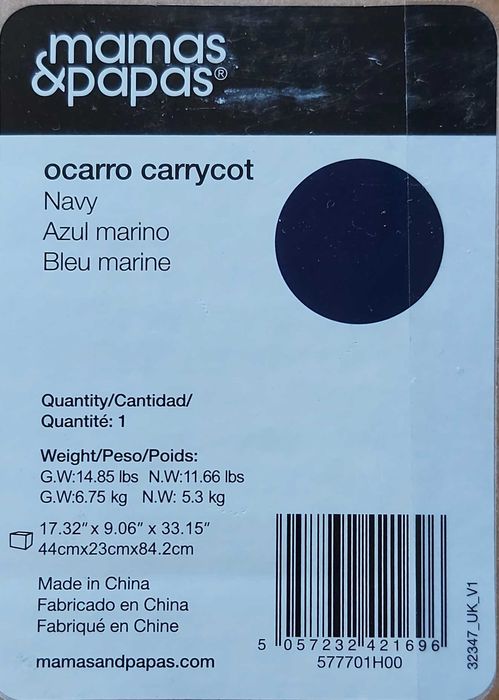 mamas
&papas®
ocarro carrycot
Navy
Azul marino
Bleu marine
Quantity/Cantidad/
Quantité: 1
Weight/Peso/Poids:
G.W:14.85 lbs N.W:11.66 lbs
G.W:6.75 kg N.W: 5.3 kg
17.32" x 9.06" x 33.15"
44cmx23cmx84.2cm
Made in China
Fabricado en China
Fabriqué en Chine
mamasandpapas.com
5 057232 421696
577701H00
32347_UK_V1